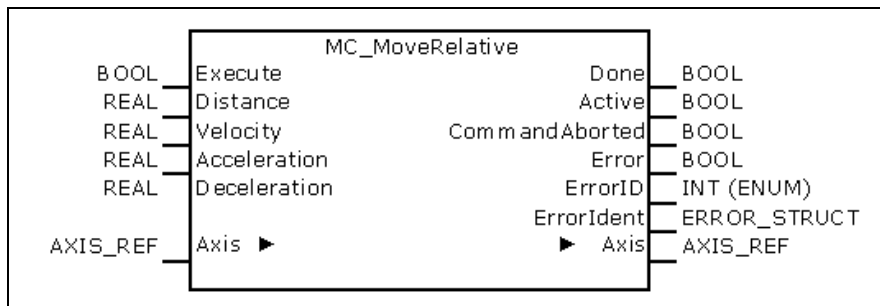 MC_MoveRelative
BOOL Execute Done BOOL
REAL Distance Active BOOL
REAL Velocity CommandAborted BOOL
REAL Acceleration Error BOOL
REAL Deceleration ErrorID INT (ENUM)
ErrorIdent ERROR_STRUCT
AXIS_REF Axis ► ► Axis AXIS_REF